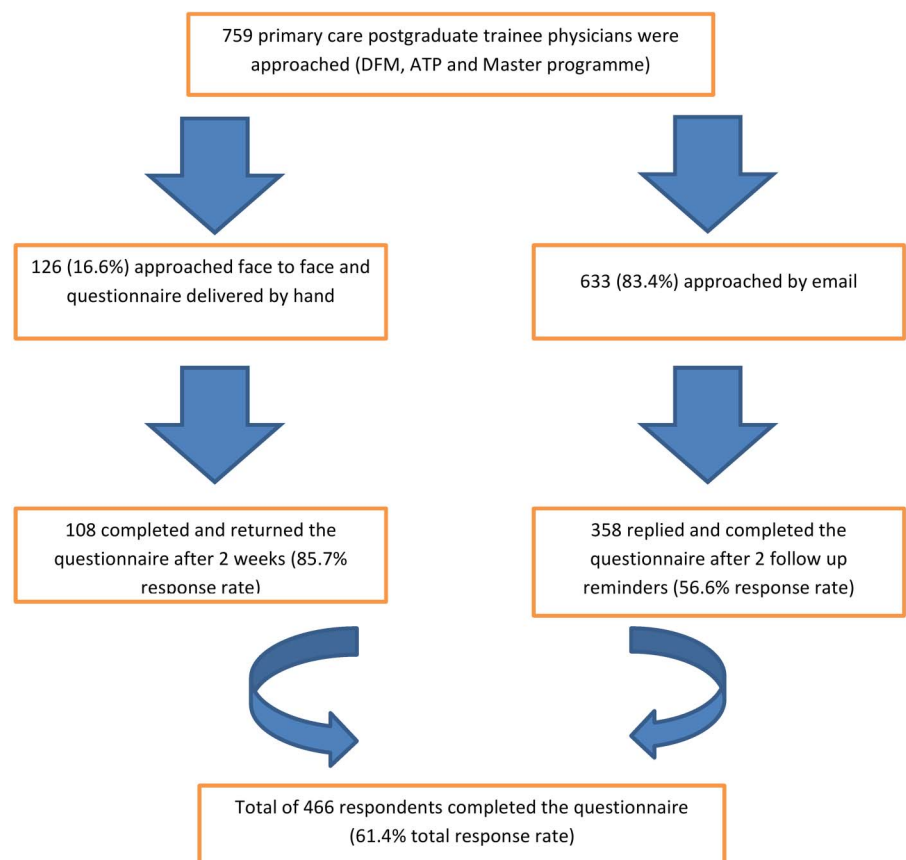 759 primary care postgraduate trainee physicians were
approached (DFM, ATP and Master programme)
126 (16.6%) approached face to face and
questionnaire delivered by hand
633 (83.4%) approached by email
108 completed and returned the
questionnaire after 2 weeks (85.7%
response rate)
358 replied and completed the
questionnaire after 2 follow up
reminders (56.6% response rate)
Total of 466 respondents completed the questionnaire
(61.4% total response rate)